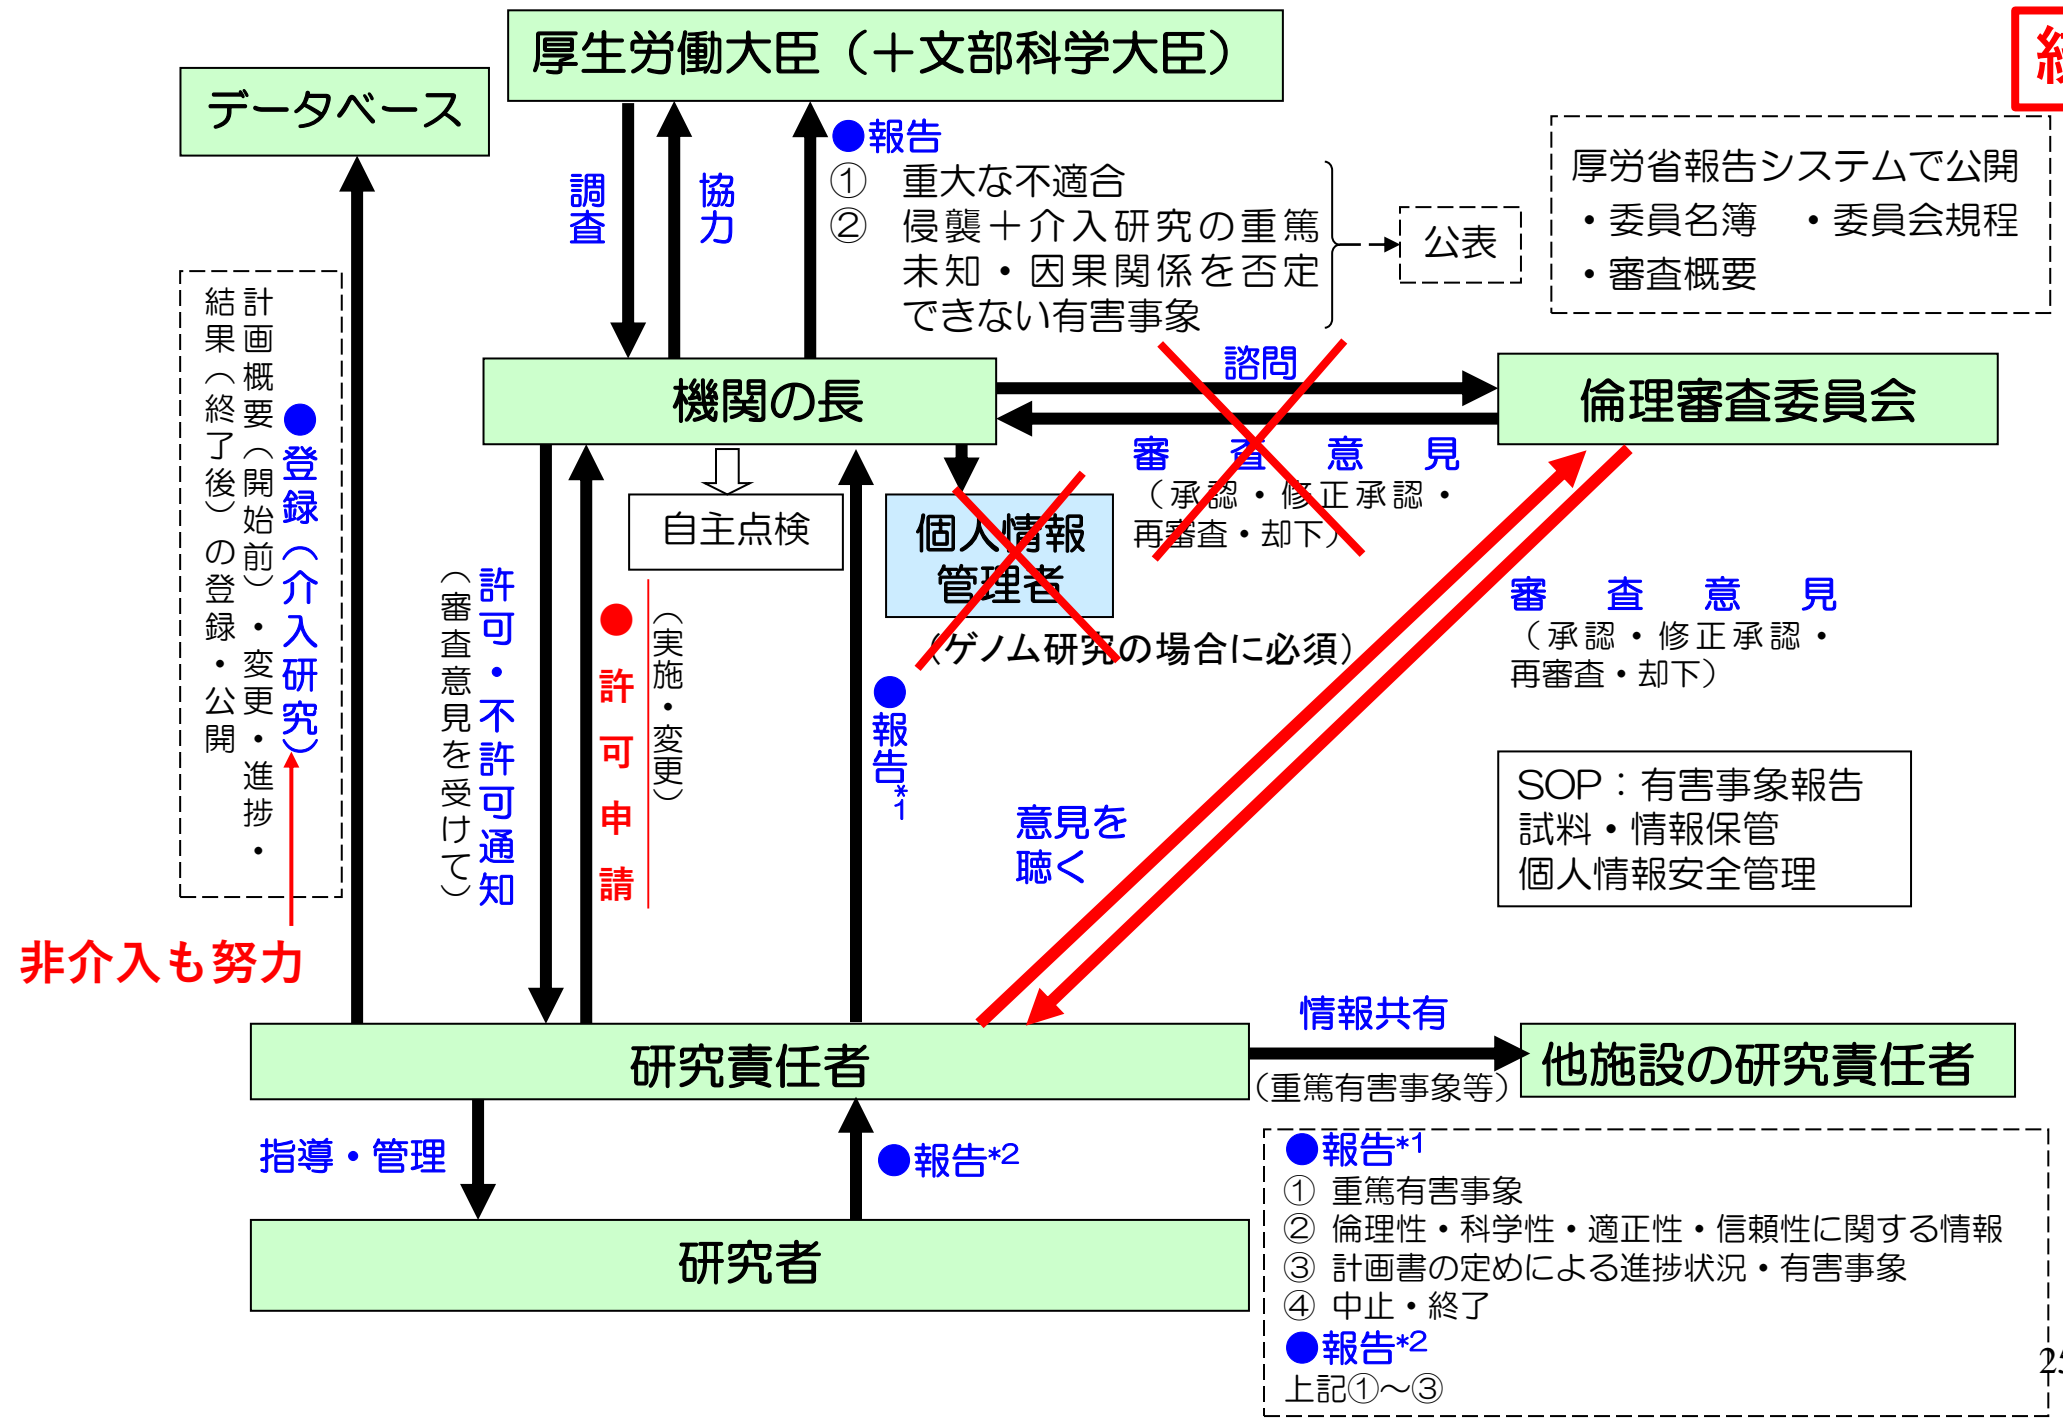 厚生労働大臣（＋文部科学大臣）
データベース
●報告
① 重大な不適合
② 侵襲＋介入研究の重篤
未知・因果関係を否定
できない有害事象
調査
協力
公表
厚労省報告システムで公開
・委員名簿 ・委員会規程
・審査概要
計画概要（開始前）・変更・進捗・
結果（終了後）の登録・公開
●登録（介入研究）
非介入も努力
機関の長
諮問
倫理審査委員会
審査意見
（承認・修正承認・
再審査・却下）
自主点検
個人情報
管理者
（ゲノム研究の場合に必須）
許可・不許可通知
（審査意見を受けて）
●許可申請
（実施・変更）
●報告*1
意見を
聴く
審査意見
（承認・修正承認・
再審査・却下）
SOP：有害事象報告
試料・情報保管
個人情報安全管理
研究責任者
情報共有
（重篤有害事象等）
他施設の研究責任者
指導・管理
●報告*2
研究者
●報告*1
① 重篤有害事象
② 倫理性・科学性・適正性・信頼性に関する情報
③ 計画書の定めによる進捗状況・有害事象
④ 中止・終了
●報告*2
上記①～③